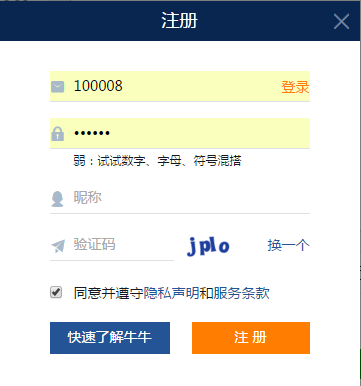 注册
100008 登录
••••••
弱：试试数字、字母、符号混搭
昵称
验证码 jplo 换一个
同意并遵守隐私声明和服务条款
快速了解牛牛 注 册